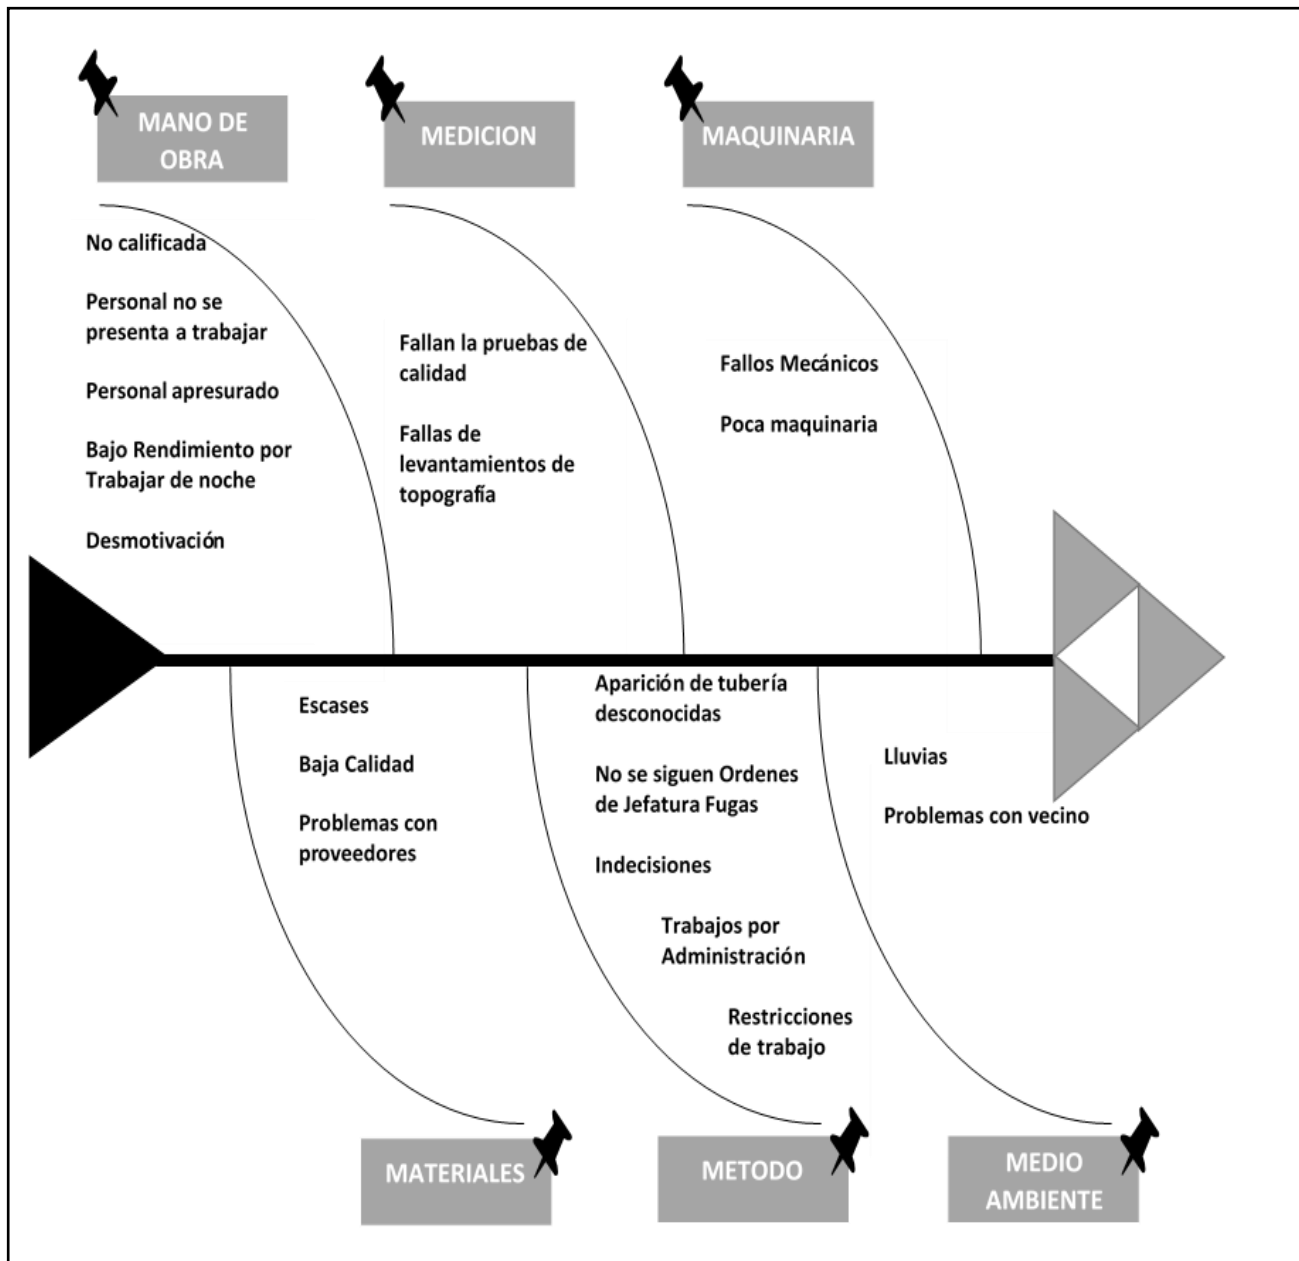 MANO DE
OBRA
MEDICION
MAQUINARIA
No calificada
Personal no se
presenta a trabajar
Personal apresurado
Bajo Rendimiento por
Trabajar de noche
Desmotivación
Fallan la pruebas de
calidad
Fallas de
levantamientos de
topografía
Fallos Mecánicos
Poca maquinaria
Escases
Baja Calidad
Problemas con
proveedores
Aparición de tubería
desconocidas
No se siguen Ordenes
de Jefatura Fugas
Indecisiones
Trabajos por
Administración
Restricciones
de trabajo
Lluvias
Problemas con vecino
MATERIALES
METODO
MEDIO
AMBIENTE